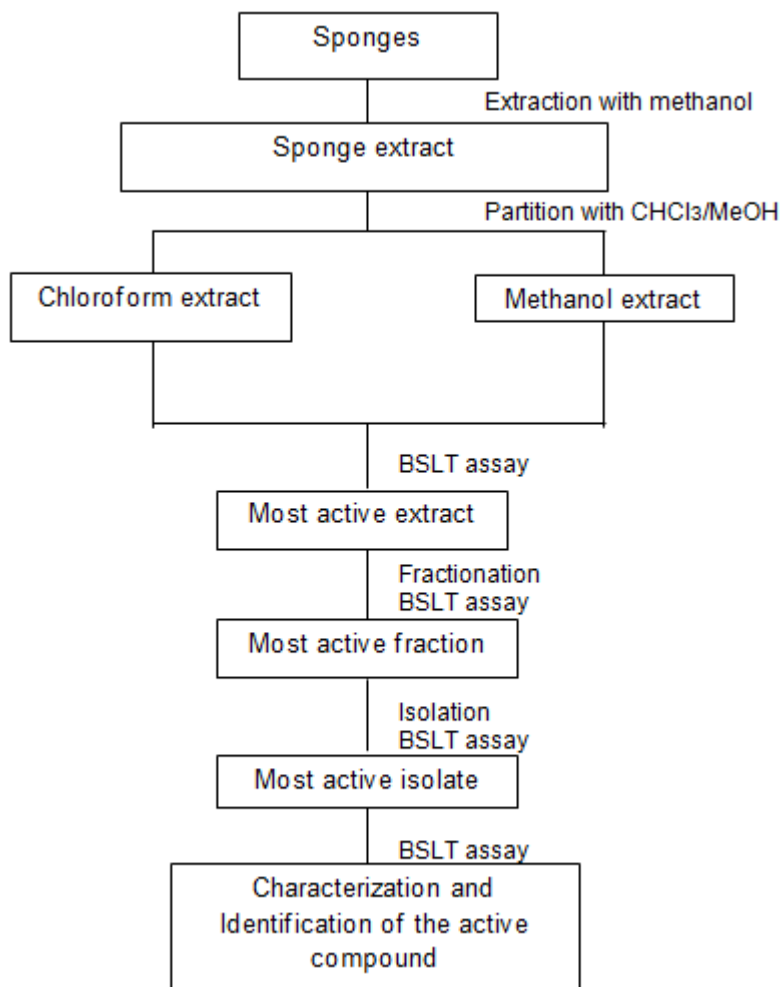 Sponges
Extraction with methanol
Sponge extract
Partition with CHCl₃/MeOH
Chloroform extract
Methanol extract
BSLT assay
Most active extract
Fractionation
BSLT assay
Most active fraction
Isolation
BSLT assay
Most active isolate
BSLT assay
Characterization and
Identification of the active
compound